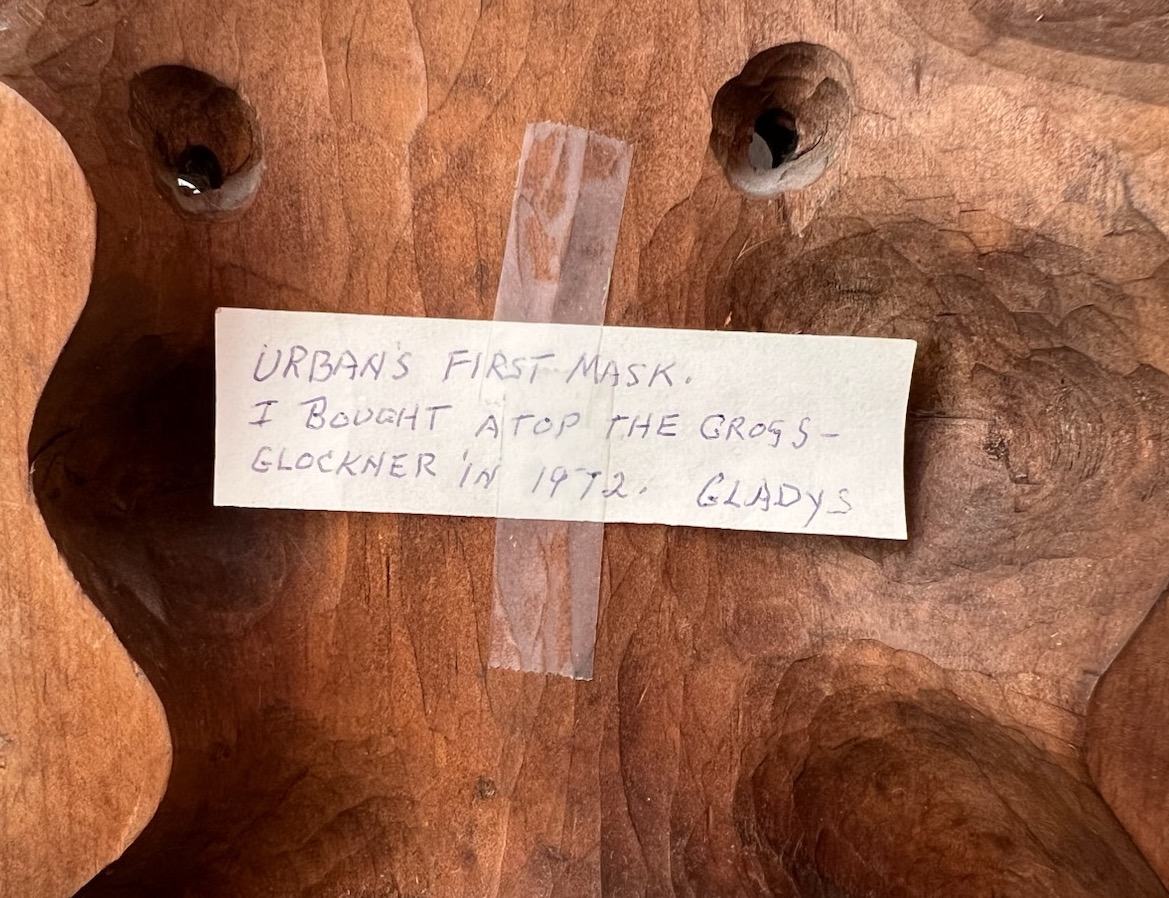 URBAN'S FIRST MASK.
I BOUGHT ATOP THE GROSS-
GLOCKNER IN 1972. GLADYS